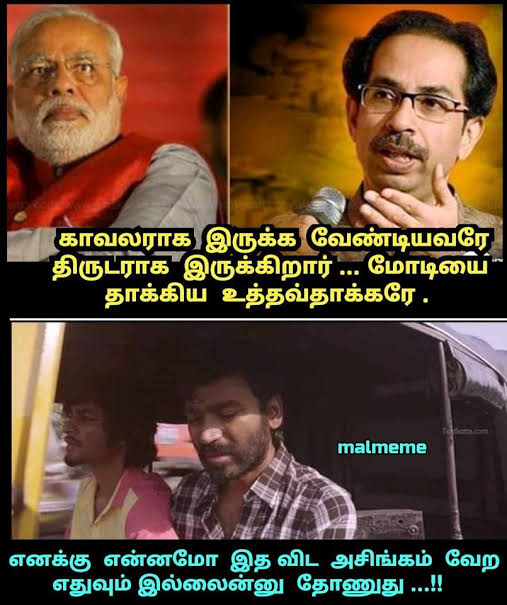 காவலராக இருக்க வேண்டியவரே
திருடராக இருக்கிறார் ... மோடியை
தாக்கிய உத்தவ்தாக்கரே .
malmeme
எனக்கு என்னமோ இத விட அசிங்கம் வேற
எதுவும் இல்லைன்னு தோணுது ...!!